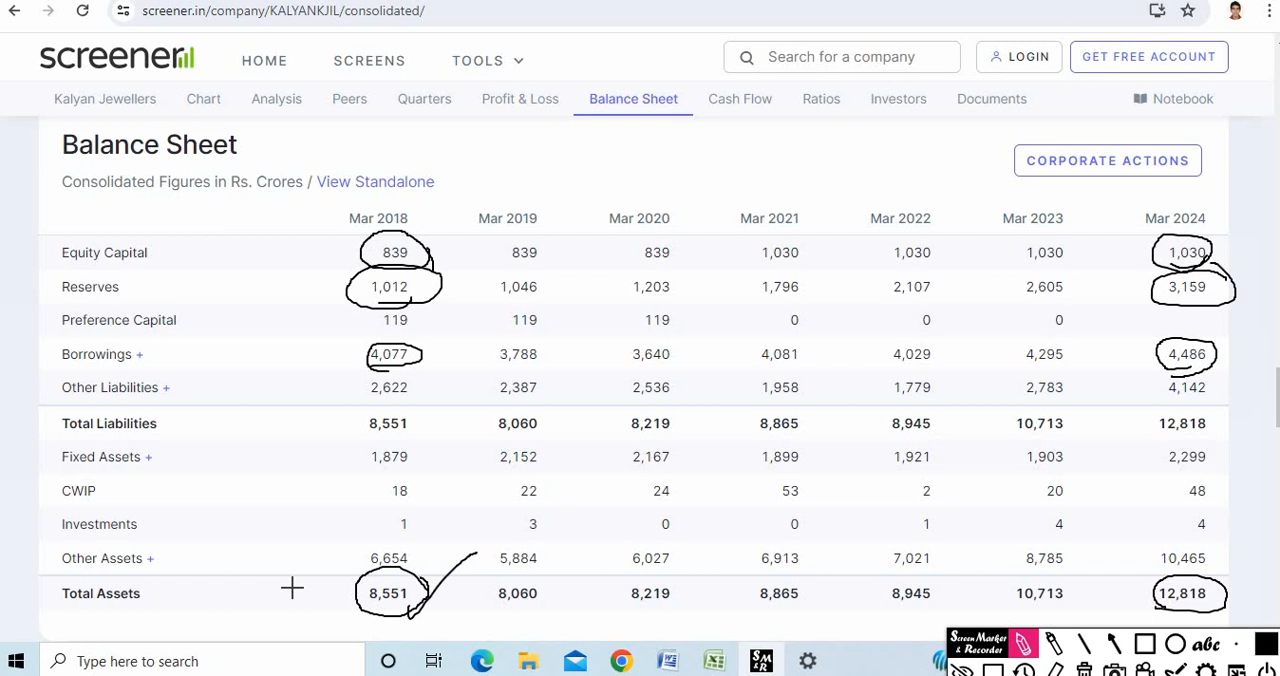 screener.in/company/KALYANKJIL/consolidated/
screener HOME SCREENS TOOLS Search for a company LOGIN GET FREE ACCOUNT
Kalyan Jewellers Chart Analysis Peers Quarters Profit & Loss Balance Sheet Cash Flow Ratios Investors Documents Notebook
Balance Sheet
CORPORATE ACTIONS
Consolidated Figures in Rs. Crores / View Standalone
Mar 2018 Mar 2019 Mar 2020 Mar 2021 Mar 2022 Mar 2023 Mar 2024
Equity Capital 839 839 839 1,030 1,030 1,030 1,030
Reserves 1,012 1,046 1,203 1,796 2,107 2,605 3,159
Preference Capital 119 119 119 0 0 0
Borrowings + 4,077 3,788 3,640 4,081 4,029 4,295 4,486
Other Liabilities + 2,622 2,387 2,536 1,958 1,779 2,783 4,142
Total Liabilities 8,551 8,060 8,219 8,865 8,945 10,713 12,818
Fixed Assets + 1,879 2,152 2,167 1,899 1,921 1,903 2,299
CWIP 18 22 24 53 2 20 48
Investments 1 3 0 0 1 4 4
Other Assets + 6,654 5,884 6,027 6,913 7,021 8,785 10,465
Total Assets 8,551 8,060 8,219 8,865 8,945 10,713 12,818
Screen Marker & Recorder abc
Type here to search SM &R